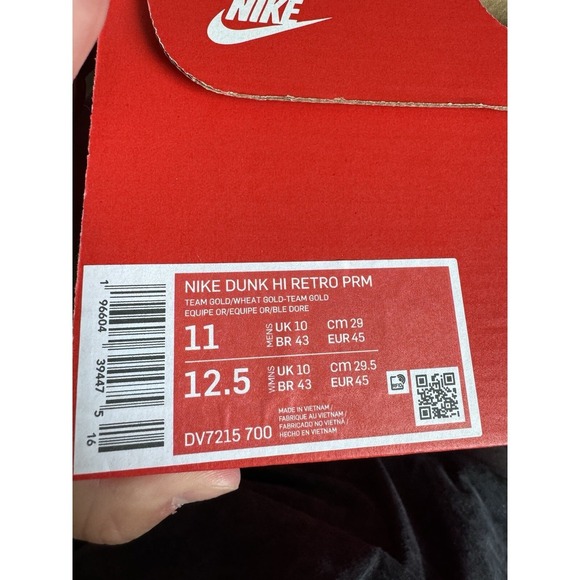 NIKE
NIKE DUNK HI RETRO PRM
TEAM GOLD/WHEAT GOLD-TEAM GOLD
EQUIPE OR/EQUIPE OR/BLE DORE
11 MENS UK 10 CM 29
BR 43 EUR 45
12.5 WMNS UK 10 CM 29.5
BR 43 EUR 45
DV7215 700
MADE IN VIETNAM /
FABRIQUE AU VIETNAM /
FABRICADO NO VIETNÃ /
HECHO EN VIETNAM
1 96604 39447 5 16